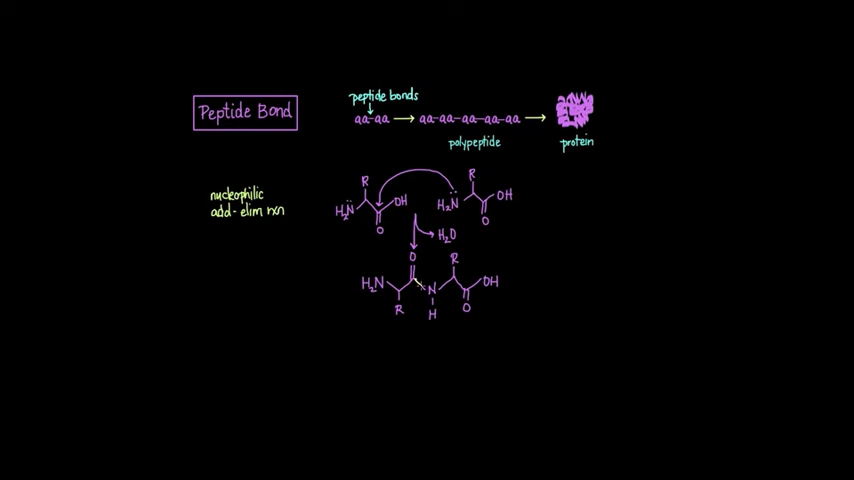 peptide bonds
Peptide Bond
aa-aa → aa-aa-aa-aa-aa →
polypeptide
protein
nucleophilic
add-elim rxn
R
R
H₂N
OH
H₂N
OH
O
O
H₂O
O
R
H₂N
N
OH
R
H
O